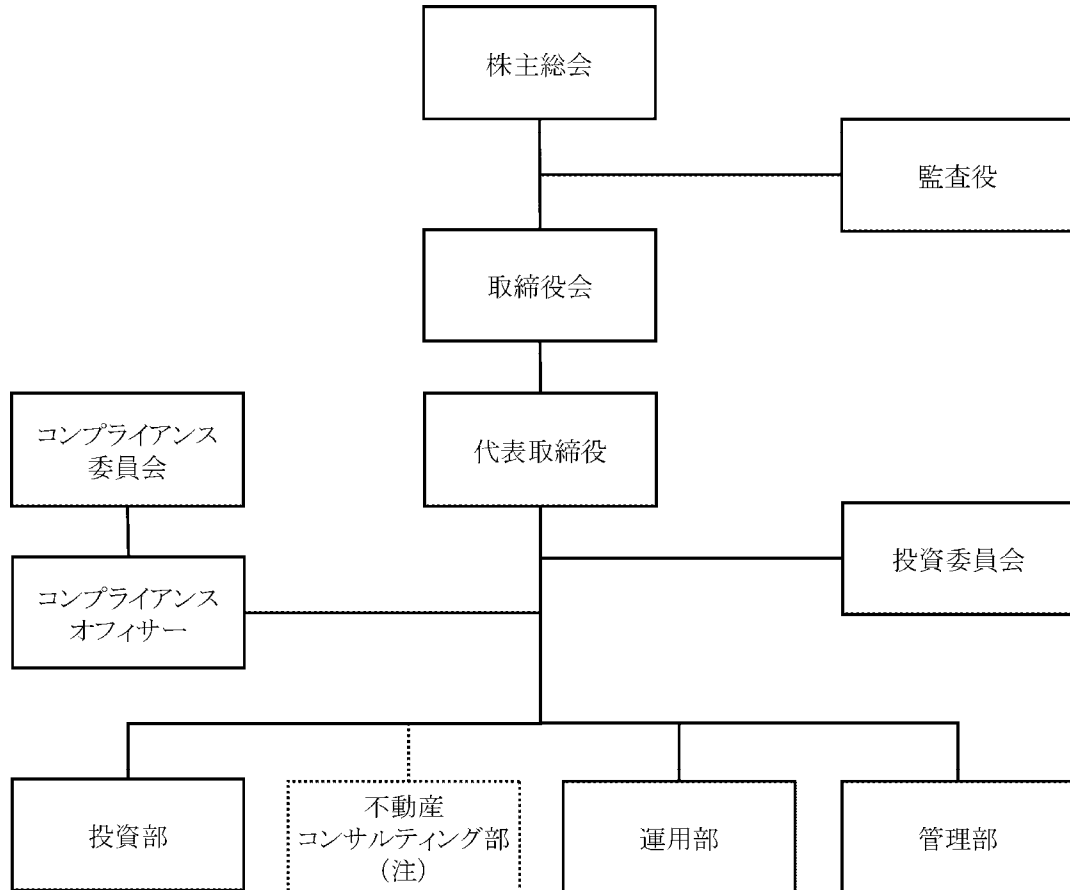 株主総会
監査役
取締役会
コンプライアンス
委員会
代表取締役
投資委員会
コンプライアンス
オフィサー
投資部
不動産
コンサルティング部
（注）
運用部
管理部